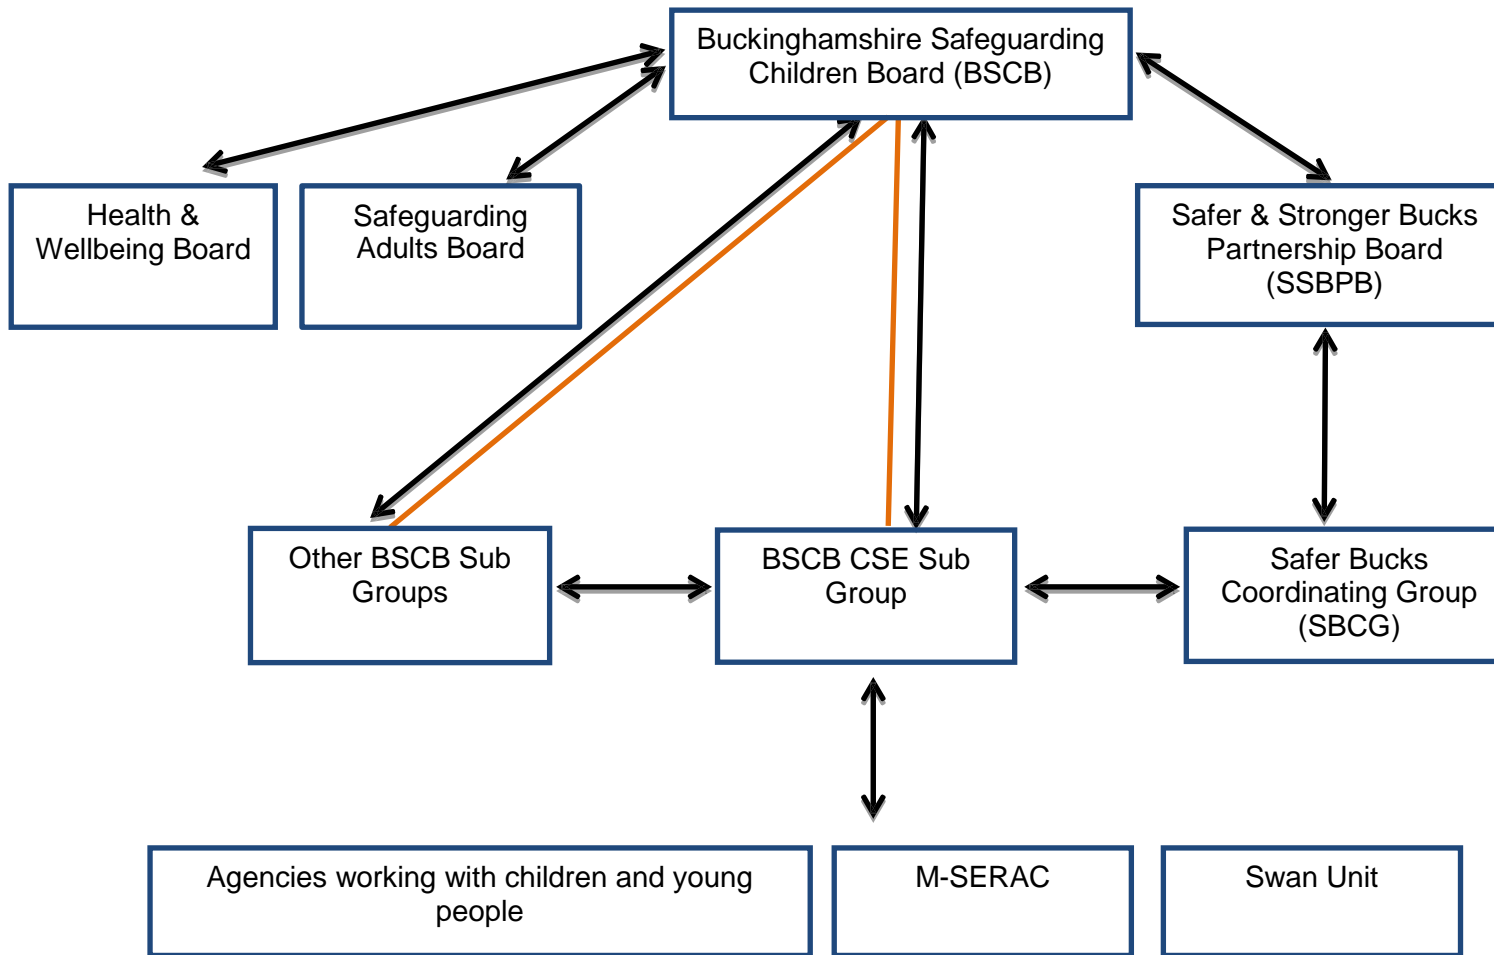 Buckinghamshire Safeguarding
Children Board (BSCB)
Health &
Wellbeing Board
Safeguarding
Adults Board
Safer & Stronger Bucks
Partnership Board
(SSBPB)
Other BSCB Sub
Groups
BSCB CSE Sub
Group
Safer Bucks
Coordinating Group
(SBCG)
Agencies working with children and young
people
M-SERAC
Swan Unit